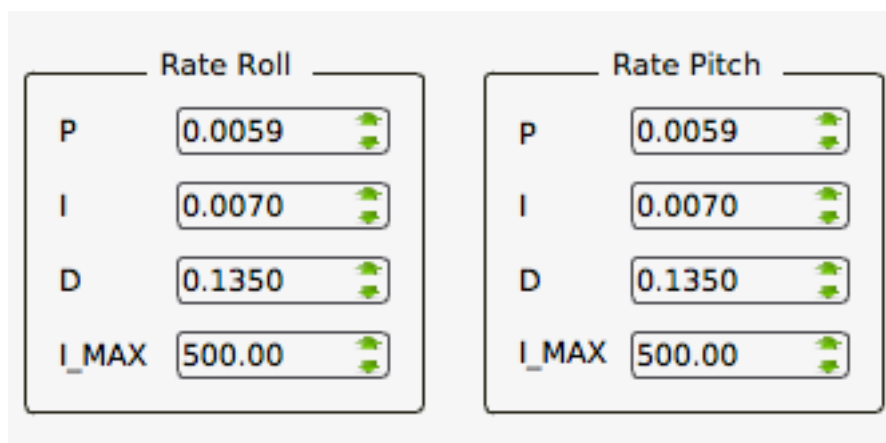 Rate Roll
P 0.0059
I 0.0070
D 0.1350
I_MAX 500.00
Rate Pitch
P 0.0059
I 0.0070
D 0.1350
I_MAX 500.00